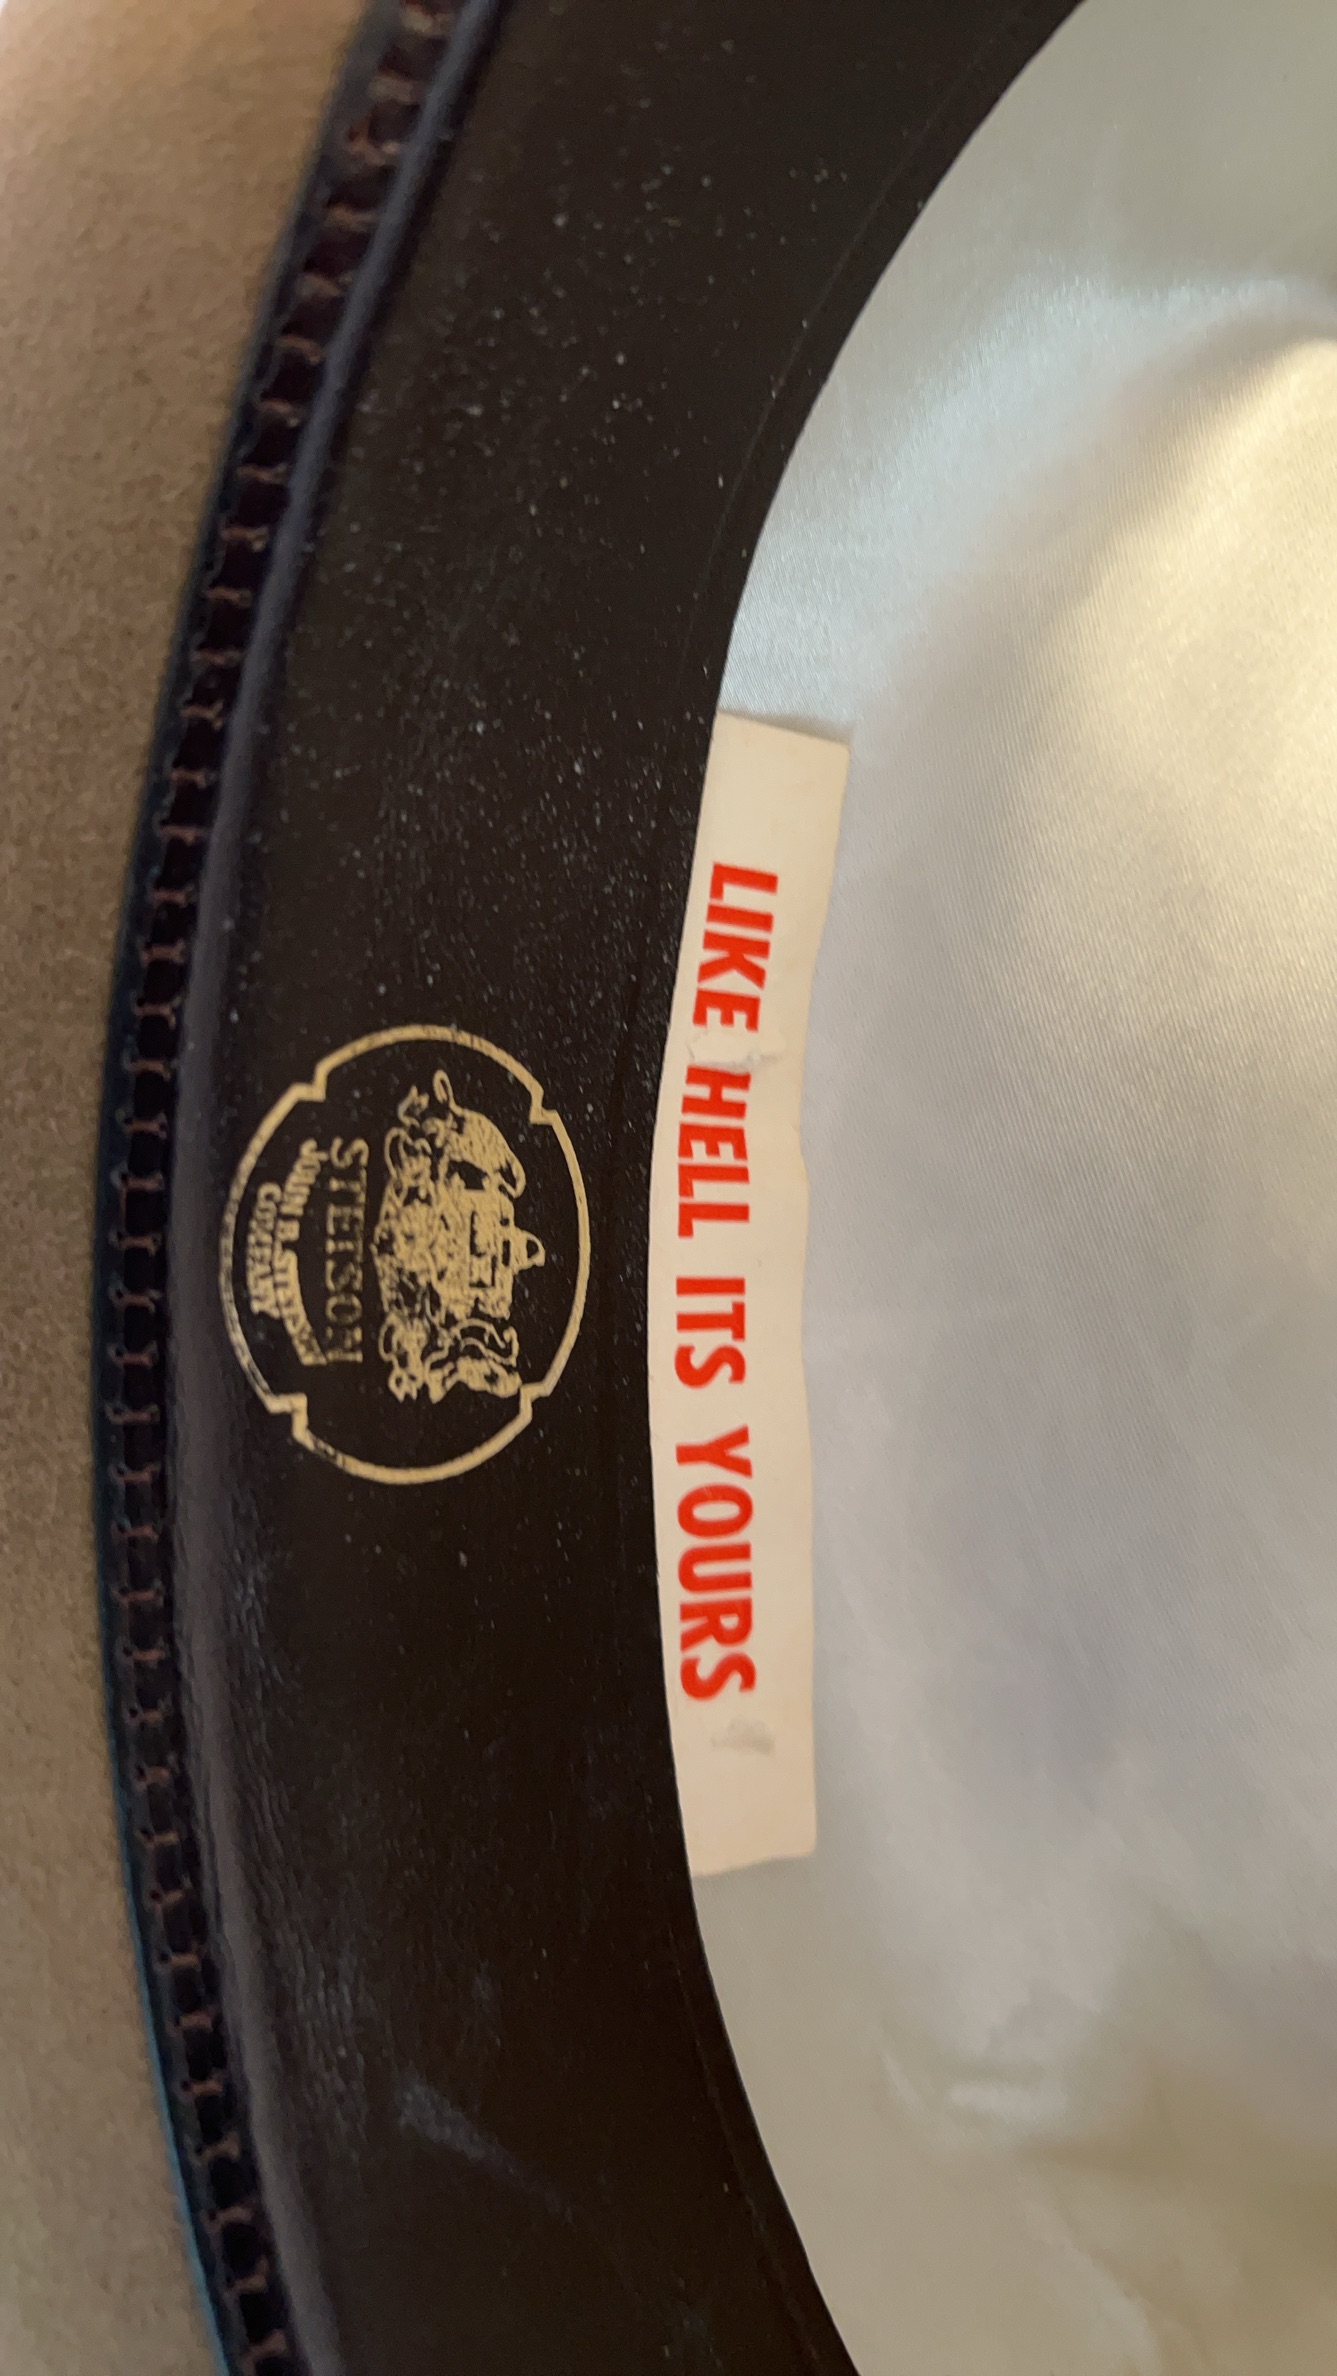 LIKE HELL ITS YOURS
STETSON
JOHN B. STETSON
COMPANY